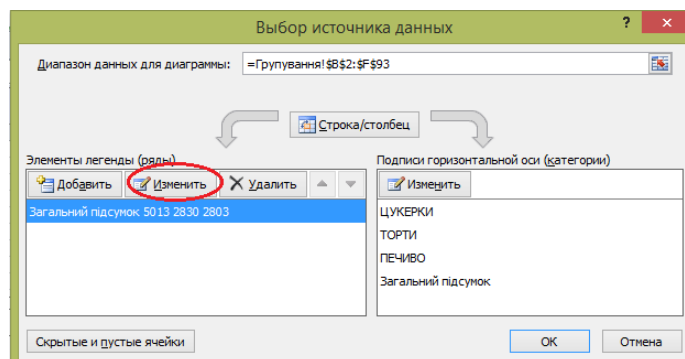 Выбор источника данных
? ×
Диапазон данных для диаграммы: =Групування!$B$2:$F$93
Строка/столбец
Элементы легенды (ряды)
Добавить Изменить Удалить
Загальний підсумок 5013 2830 2803
Подписи горизонтальной оси (категории)
Изменить
ЦУКЕРКИ
ТОРТИ
ПЕЧИВО
Загальний підсумок
Скрытые и пустые ячейки
ОК Отмена